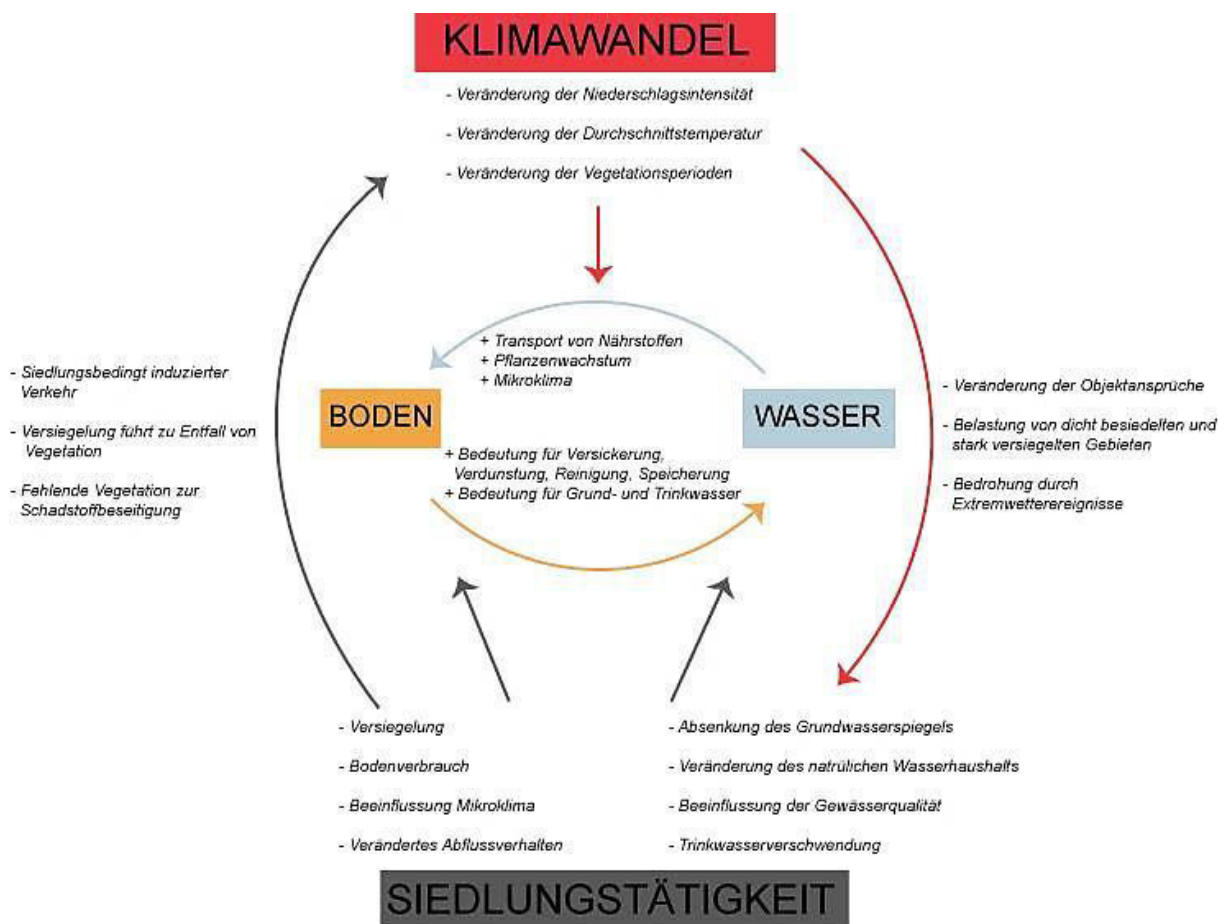 KLIMAWANDEL
- Veränderung der Niederschlagsintensität
- Veränderung der Durchschnittstemperatur
- Veränderung der Vegetationsperioden
+ Transport von Nährstoffen
+ Pflanzenwachstum
+ Mikroklima
BODEN
WASSER
+ Bedeutung für Versickerung,
Verdunstung, Reinigung, Speicherung
+ Bedeutung für Grund- und Trinkwasser
- Siedlungsbedingt induzierter
Verkehr
- Versiegelung führt zu Entfall von
Vegetation
- Fehlende Vegetation zur
Schadstoffbeseitigung
- Veränderung der Objektansprüche
- Belastung von dicht besiedelten und
stark versiegelten Gebieten
- Bedrohung durch
Extremwetterereignisse
- Versiegelung
- Bodenverbrauch
- Beeinflussung Mikroklima
- Verändertes Abflussverhalten
- Absenkung des Grundwasserspiegels
- Veränderung des natrülichen Wasserhaushalts
- Beeinflussung der Gewässerqualität
- Trinkwasserverschwendung
SIEDLUNGSTÄTIGKEIT